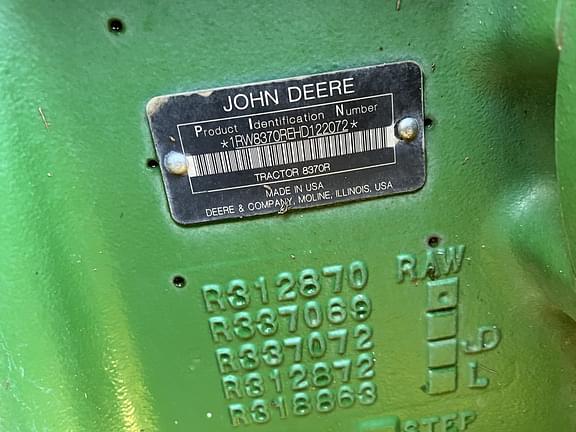 JOHN DEERE
Product Identification Number
*1RW8370REHD122072*
TRACTOR 8370R
MADE IN USA
DEERE & COMPANY, MOLINE, ILLINOIS, USA
R312870
R337069
R337072
R312872
R318863
RAW
JD
L
STEP